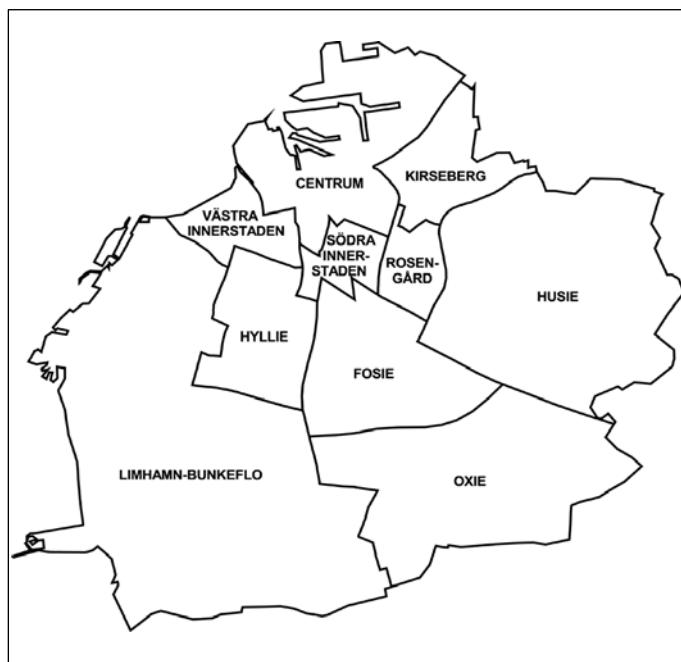 CENTRUM
KIRSEBERG
VÄSTRA
INNERSTADEN
SÖDRA
INNER-
STADEN
ROSEN-
GÅRD
HUSIE
HYLLIE
FOSIE
LIMHAMN-BUNKEFLO
OXIE